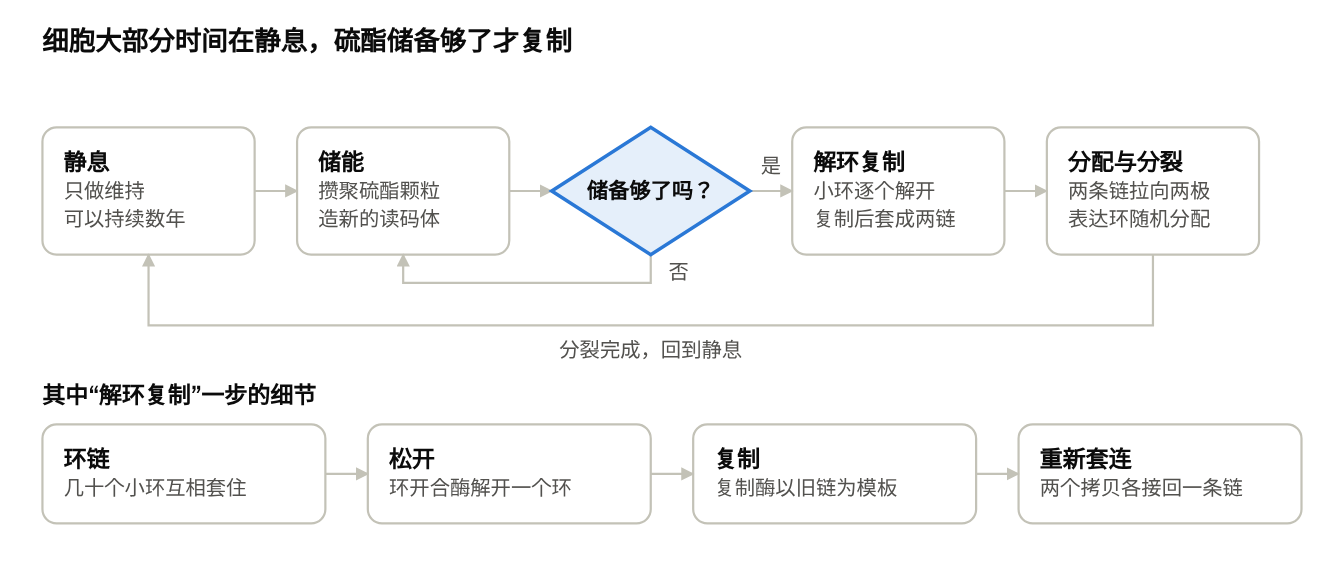 细胞大部分时间在静息，硫酯储备够了才复制
静息
只做维持
可以持续数年
储能
攒聚硫酯颗粒
造新的读码体
储备够了吗？
是
否
解环复制
小环逐个解开
复制后套成两链
分配与分裂
两条链拉向两极
表达环随机分配
分裂完成，回到静息
其中“解环复制”一步的细节
环链
几十个小环互相套住
松开
环开合酶解开一个环
复制
复制酶以旧链为模板
重新套连
两个拷贝各接回一条链